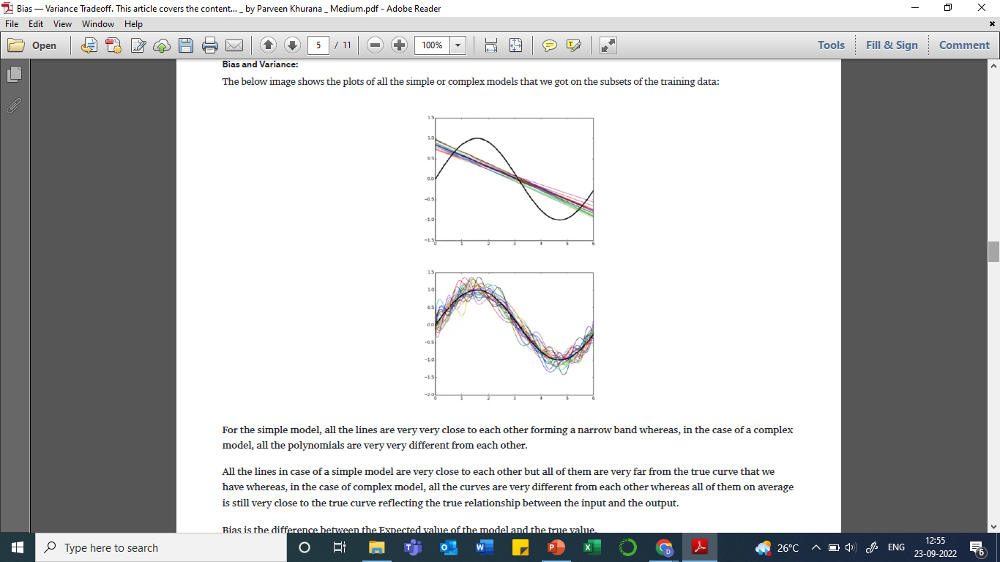 Bias — Variance Tradeoff. This article covers the content... _ by Parveen Khurana _ Medium.pdf - Adobe Reader
File Edit View Window Help
Open 5 / 11 100% Tools Fill & Sign Comment
Bias and Variance:
The below image shows the plots of all the simple or complex models that we got on the subsets of the training data:
1.5
1.0
0.5
0.0
−0.5
−1.0
−1.5
0 1 2 3 4 5 6
1.5
1.0
0.5
0.0
−0.5
−1.0
−1.5
−2.0
0 1 2 3 4 5 6
For the simple model, all the lines are very very close to each other forming a narrow band whereas, in the case of a complex
model, all the polynomials are very very different from each other.
All the lines in case of a simple model are very close to each other but all of them are very far from the true curve that we
have whereas, in the case of complex model, all the curves are very different from each other whereas all of them on average
is still very close to the true curve reflecting the true relationship between the input and the output.
Bias is the difference between the Expected value of the model and the true value.
Type here to search 26°C ENG 12:55
23-09-2022 6